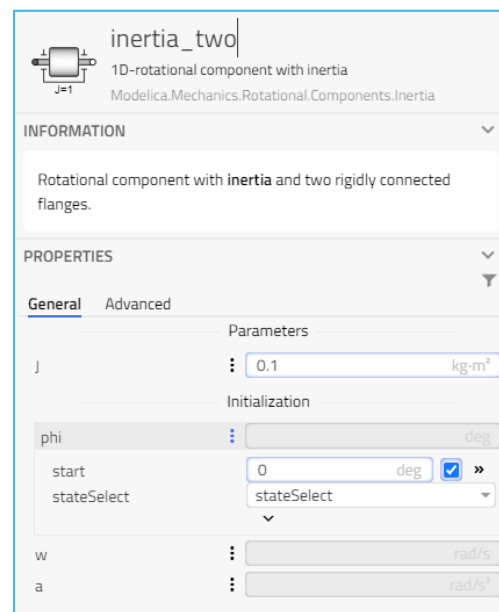 inertia_two
1D-rotational component with inertia
J=1
Modelica.Mechanics.Rotational.Components.Inertia
INFORMATION
Rotational component with inertia and two rigidly connected
flanges.
PROPERTIES
General Advanced
Parameters
J 0.1 kg·m²
Initialization
phi deg
start 0 deg »
stateSelect stateSelect
w rad/s
a rad/s²